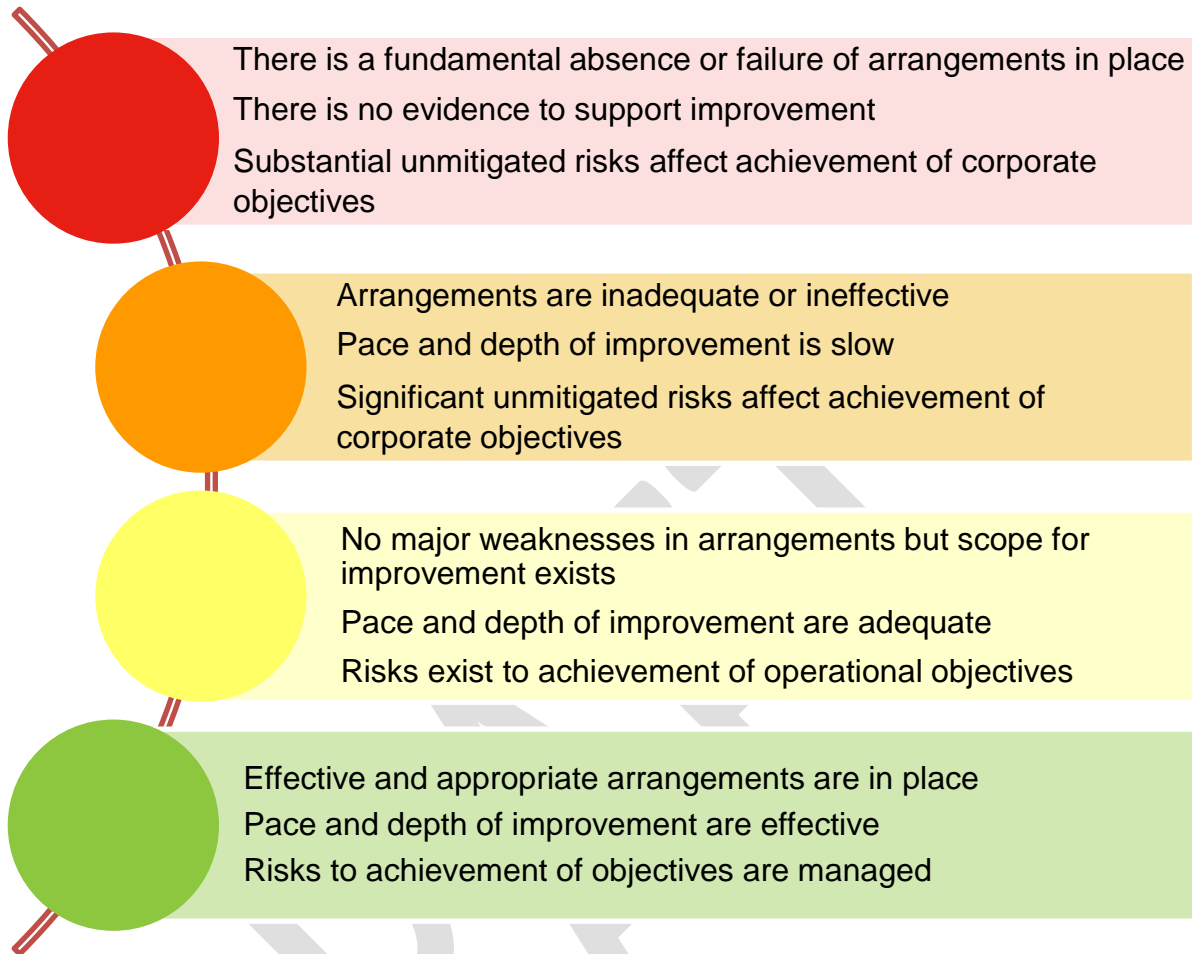 There is a fundamental absence or failure of arrangements in place
There is no evidence to support improvement
Substantial unmitigated risks affect achievement of corporate
objectives
Arrangements are inadequate or ineffective
Pace and depth of improvement is slow
Significant unmitigated risks affect achievement of
corporate objectives
No major weaknesses in arrangements but scope for
improvement exists
Pace and depth of improvement are adequate
Risks exist to achievement of operational objectives
Effective and appropriate arrangements are in place
Pace and depth of improvement are effective
Risks to achievement of objectives are managed